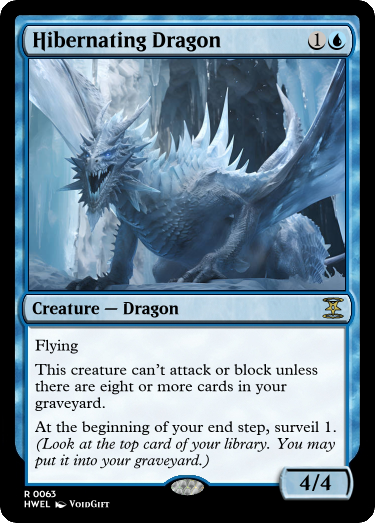 Hibernating Dragon 1
Creature — Dragon
Flying
This creature can't attack or block unless
there are eight or more cards in your
graveyard.
At the beginning of your end step, surveil 1.
(Look at the top card of your library. You may
put it into your graveyard.)
4/4
R 0063
HWEL VOIDGIFT